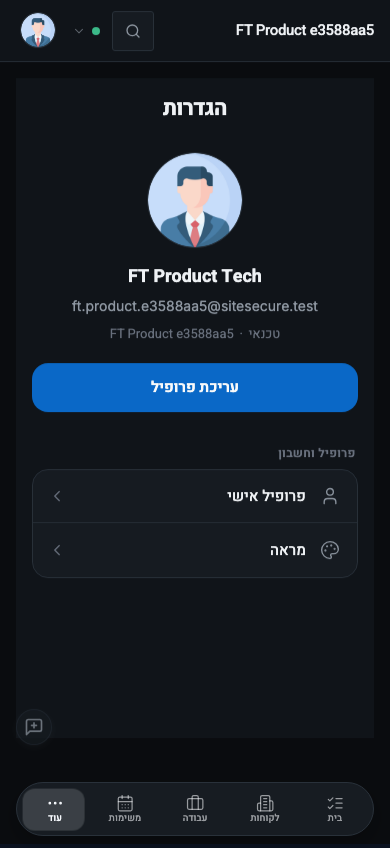 FT Product e3588aa5
הגדרות
FT Product Tech
ft.product.e3588aa5@sitesecure.test
טכנאי · FT Product e3588aa5
עריכת פרופיל
פרופיל וחשבון
פרופיל אישי
מראה
בית
לקוחות
עבודה
משימות
עוד